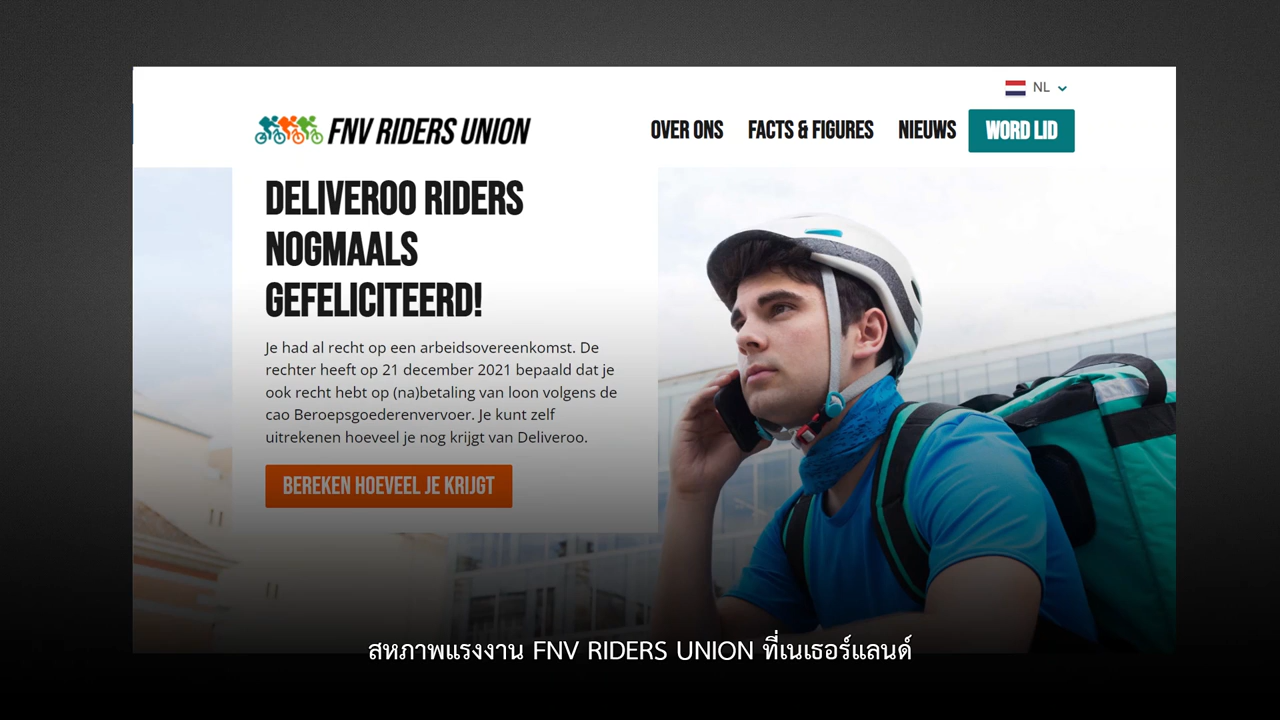 NL
FNV RIDERS UNION
OVER ONS
FACTS & FIGURES
NIEUWS
WORD LID
DELIVEROO RIDERS
NOGMAALS
GEFELICITEERD!
Je had al recht op een arbeidsovereenkomst. De
rechter heeft op 21 december 2021 bepaald dat je
ook recht hebt op (na)betaling van loon volgens de
cao Beroepsgoederenvervoer. Je kunt zelf
uitrekenen hoeveel je nog krijgt van Deliveroo.
BEREKEN HOEVEEL JE KRIJGT
สหภาพแรงงาน FNV RIDERS UNION ที่เนเธอร์แลนด์